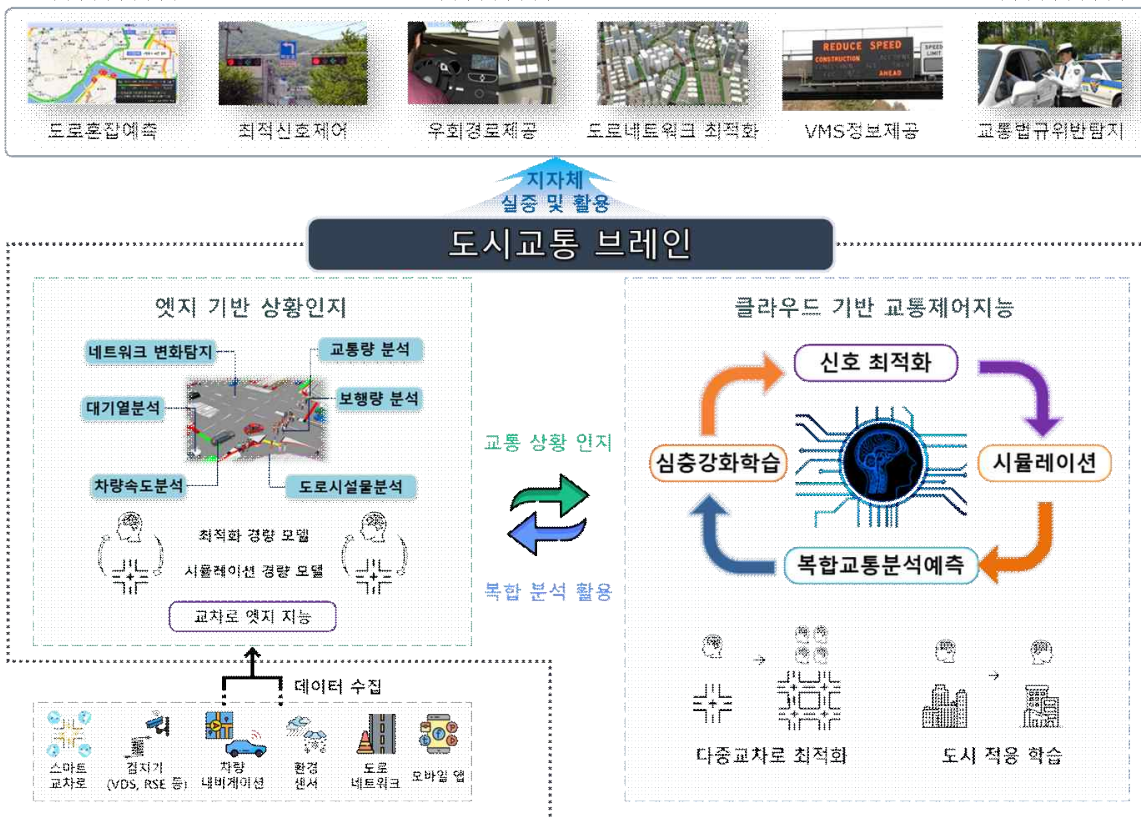 REDUCE SPEED
CONSTRUCTION
AHEAD
SPEED
LIMIT
도로혼잡예측
최적신호제어
우회경로제공
도로네트워크 최적화
VMS정보제공
교통법규위반탐지
지자체
실증 및 활용
도시교통 브레인
엣지 기반 상황인지
네트워크 변화탐지
교통량 분석
대기열분석
보행량 분석
차량속도분석
도로시설물분석
최적화 경량 모델
시뮬레이션 경량 모델
교차로 엣지 지능
교통 상황 인지
복합 분석 활용
클라우드 기반 교통제어지능
신호 최적화
심층강화학습
시뮬레이션
복합교통분석예측
다중교차로 최적화
도시 적응 학습
데이터 수집
스마트
교차로
검지기
(VDS, RSE 등)
차량
내비게이션
환경
센서
도로
네트워크
모바일 앱